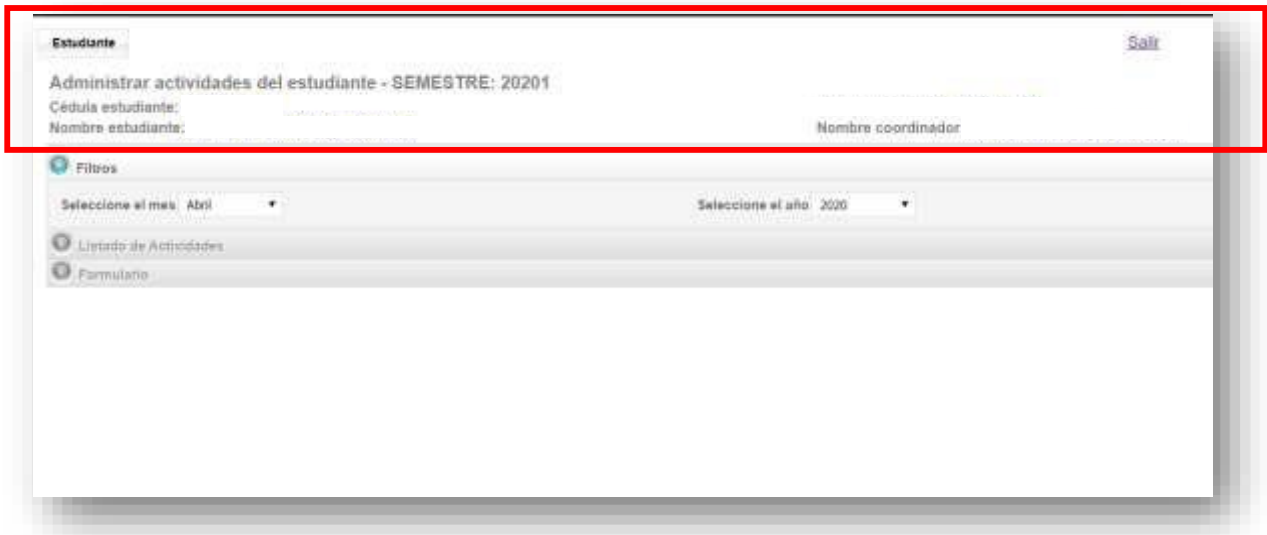 Estudiante
Salir
Administrar actividades del estudiante - SEMESTRE: 20201
Cédula estudiante:
Nombre estudiante:
Nombre coordinador
Filtros
Seleccione el mes Abril
Seleccione el año 2020
Listado de Actividades
Formulario